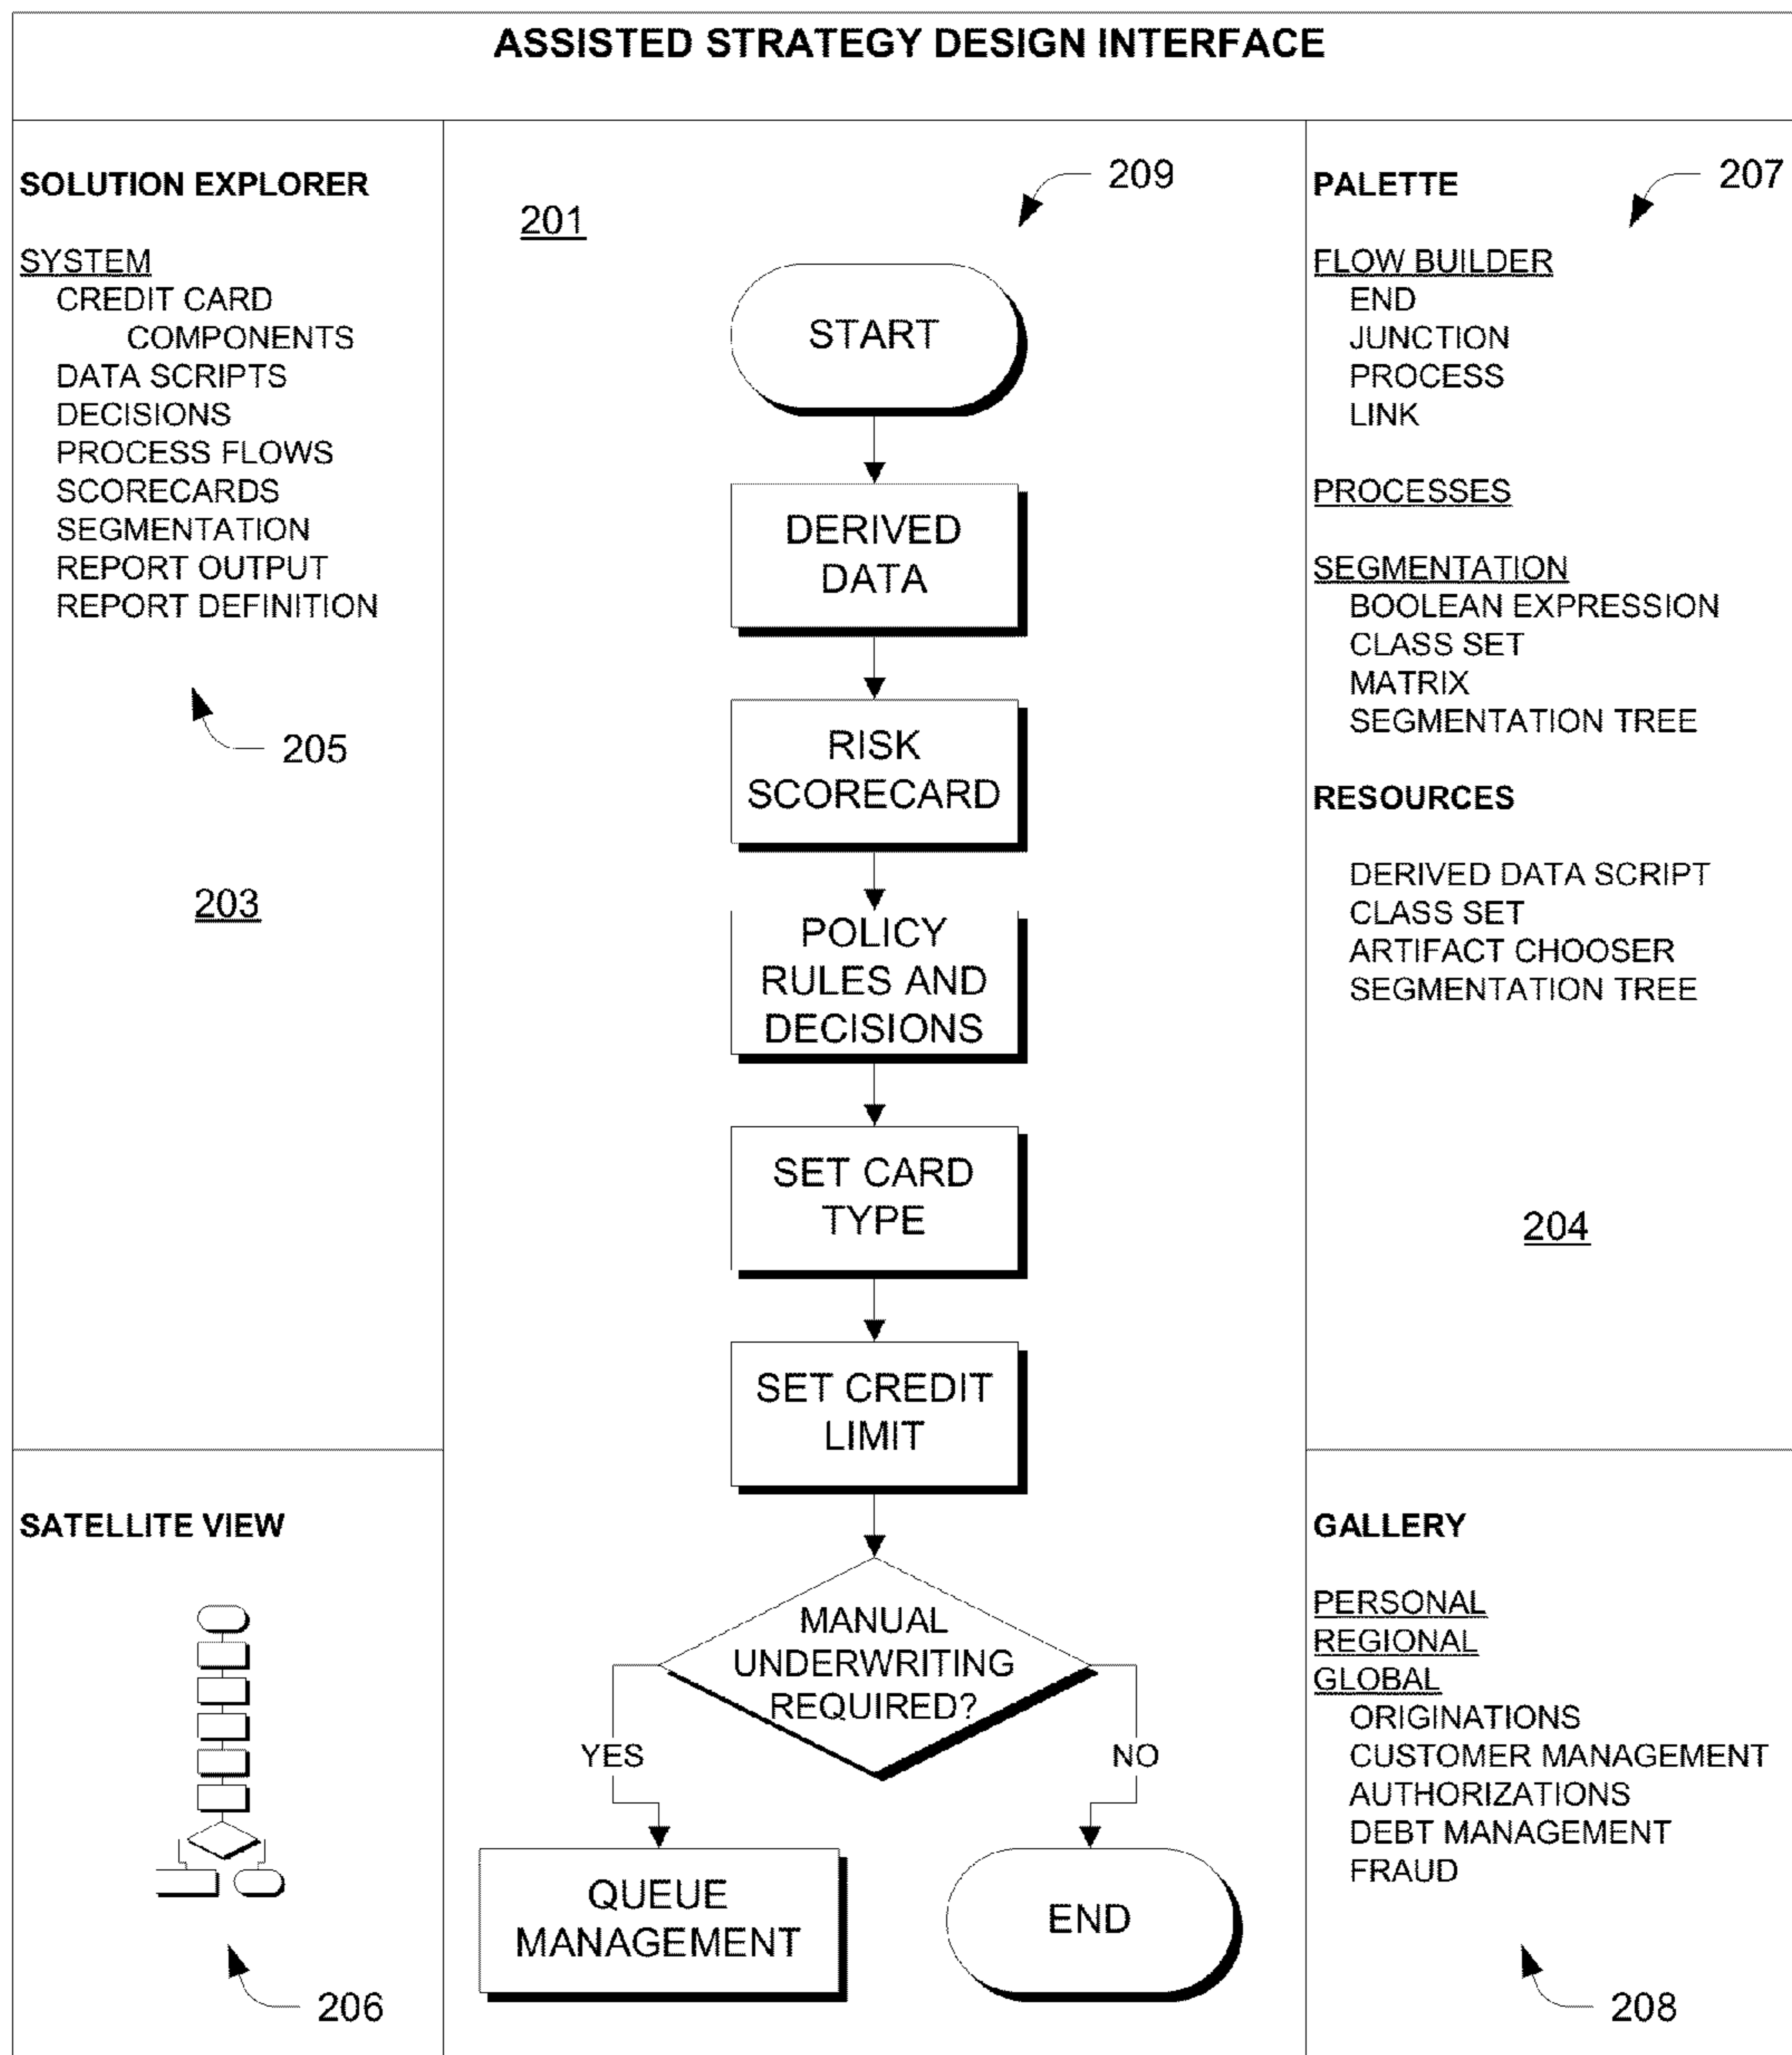 ASSISTED STRATEGY DESIGN INTERFACE
SOLUTION EXPLORER
SYSTEM
CREDIT CARD
COMPONENTS
DATA SCRIPTS
DECISIONS
PROCESS FLOWS
SCORECARDS
SEGMENTATION
REPORT OUTPUT
REPORT DEFINITION
205
203
SATELLITE VIEW
206
201
209
START
DERIVED
DATA
RISK
SCORECARD
POLICY
RULES AND
DECISIONS
SET CARD
TYPE
SET CREDIT
LIMIT
MANUAL
UNDERWRITING
REQUIRED?
YES
NO
QUEUE
MANAGEMENT
END
PALETTE
207
FLOW BUILDER
END
JUNCTION
PROCESS
LINK
PROCESSES
SEGMENTATION
BOOLEAN EXPRESSION
CLASS SET
MATRIX
SEGMENTATION TREE
RESOURCES
DERIVED DATA SCRIPT
CLASS SET
ARTIFACT CHOOSER
SEGMENTATION TREE
204
GALLERY
PERSONAL
REGIONAL
GLOBAL
ORIGINATIONS
CUSTOMER MANAGEMENT
AUTHORIZATIONS
DEBT MANAGEMENT
FRAUD
208